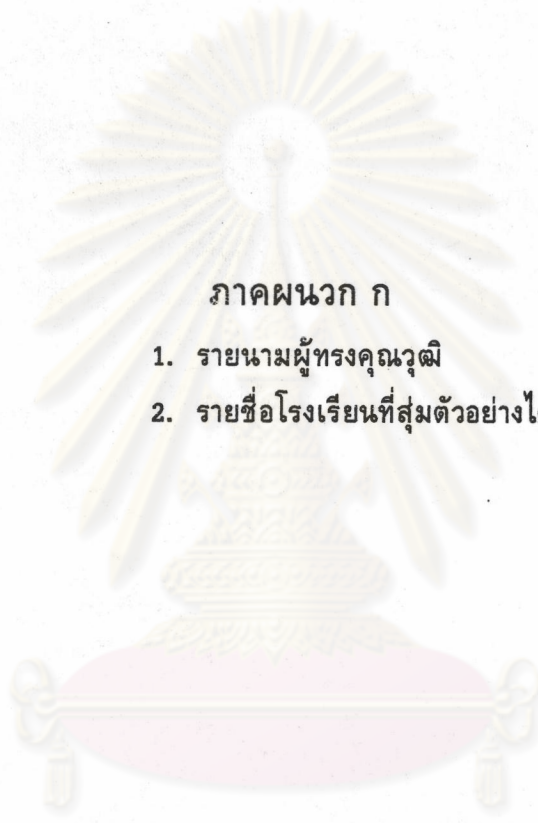 ภาคผนวก ก
1. รายนามผู้ทรงคุณวุฒิ
2. รายชื่อโรงเรียนที่สุ่มตัวอย่าง